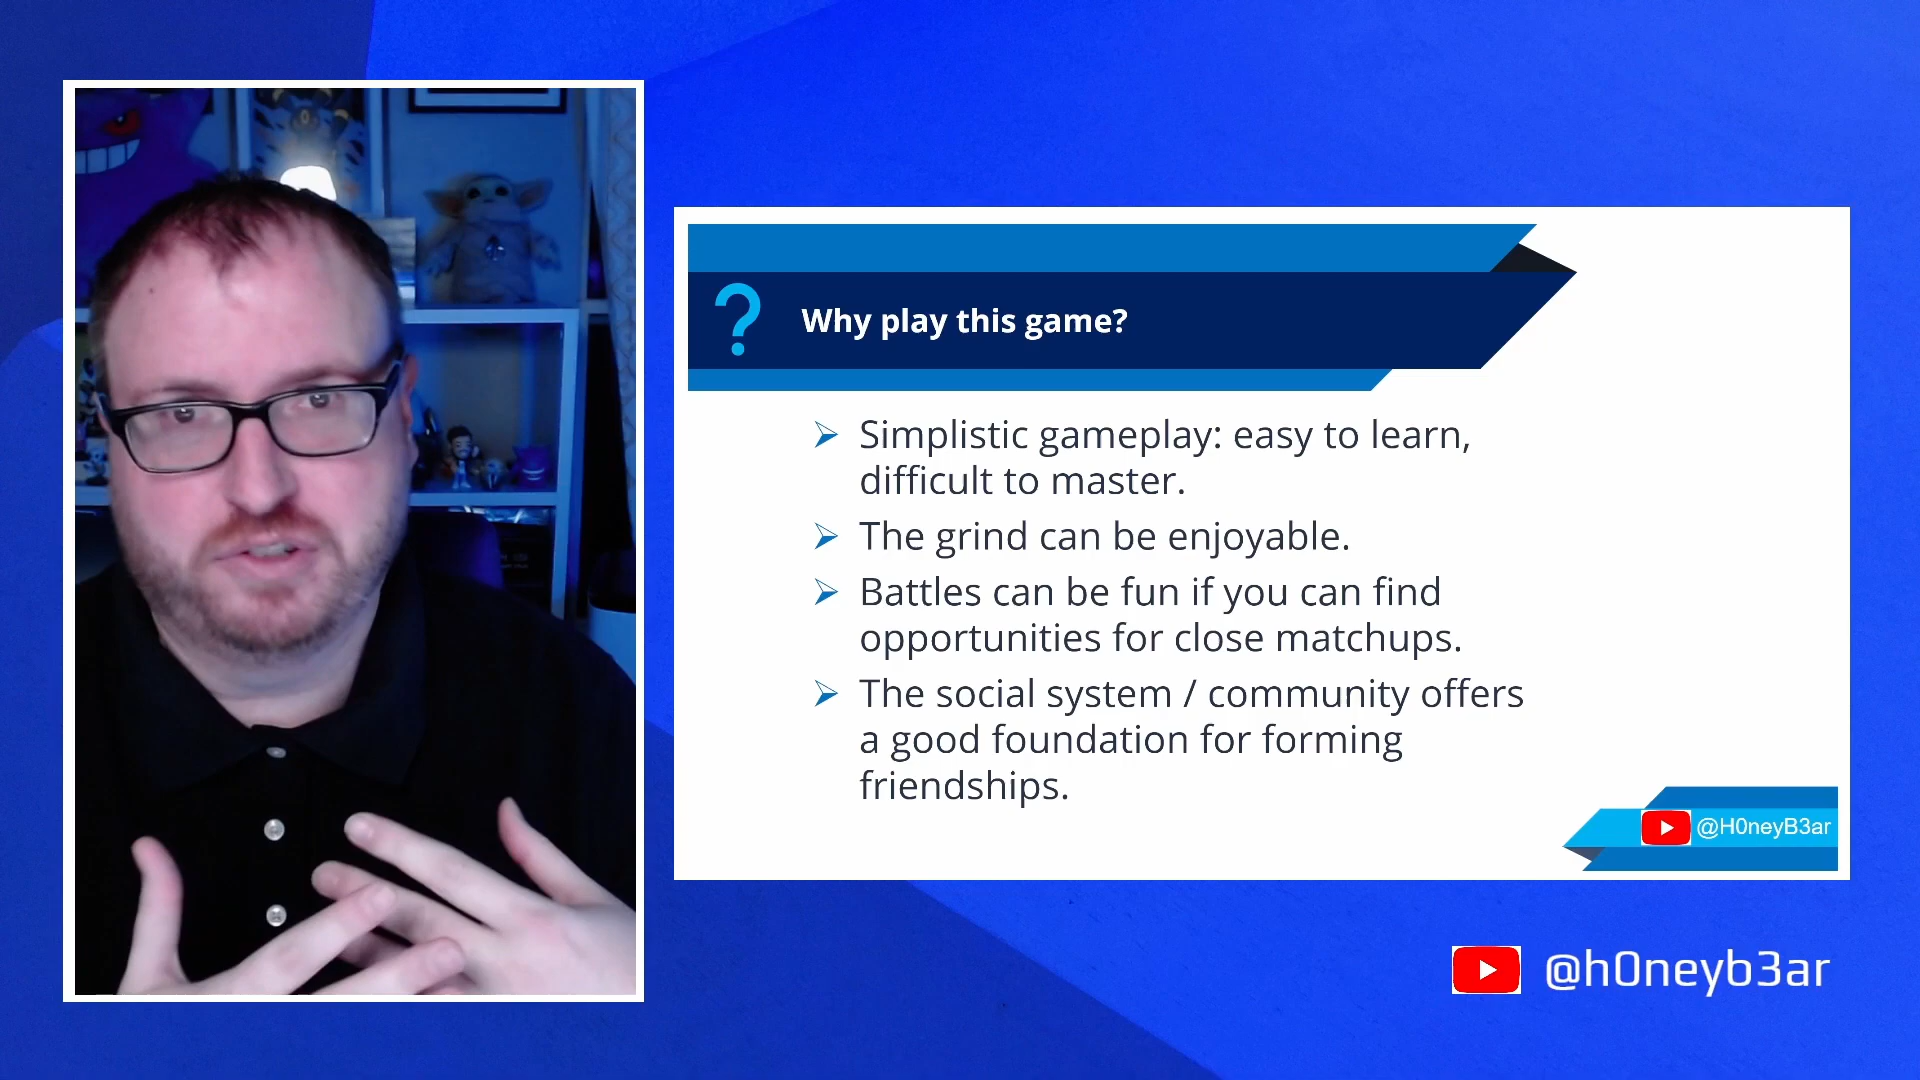 Why play this game?
Simplistic gameplay: easy to learn,
difficult to master.
The grind can be enjoyable.
Battles can be fun if you can find
opportunities for close matchups.
The social system / community offers
a good foundation for forming
friendships.
@H0neyB3ar
@h0neyb3ar